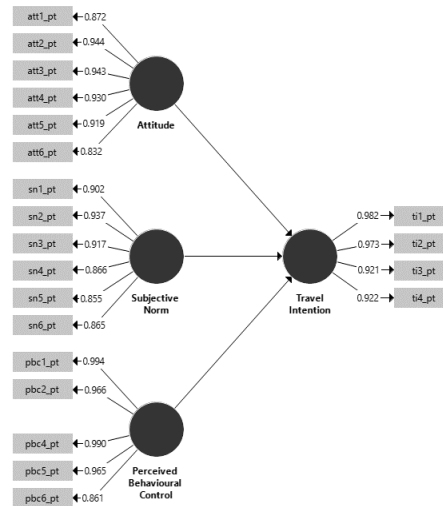 att1_pt 0.872
att2_pt 0.944
att3_pt 0.943
att4_pt 0.930
att5_pt 0.919
att6_pt 0.832
Attitude
sn1_pt 0.902
sn2_pt 0.937
sn3_pt 0.917
sn4_pt 0.866
sn5_pt 0.855
sn6_pt 0.865
Subjective
Norm
0.982 ti1_pt
0.973 ti2_pt
0.921 ti3_pt
0.922 ti4_pt
Travel
Intention
pbc1_pt 0.994
pbc2_pt 0.966
pbc4_pt 0.990
pbc5_pt 0.965
pbc6_pt 0.861
Perceived
Behavioural
Control